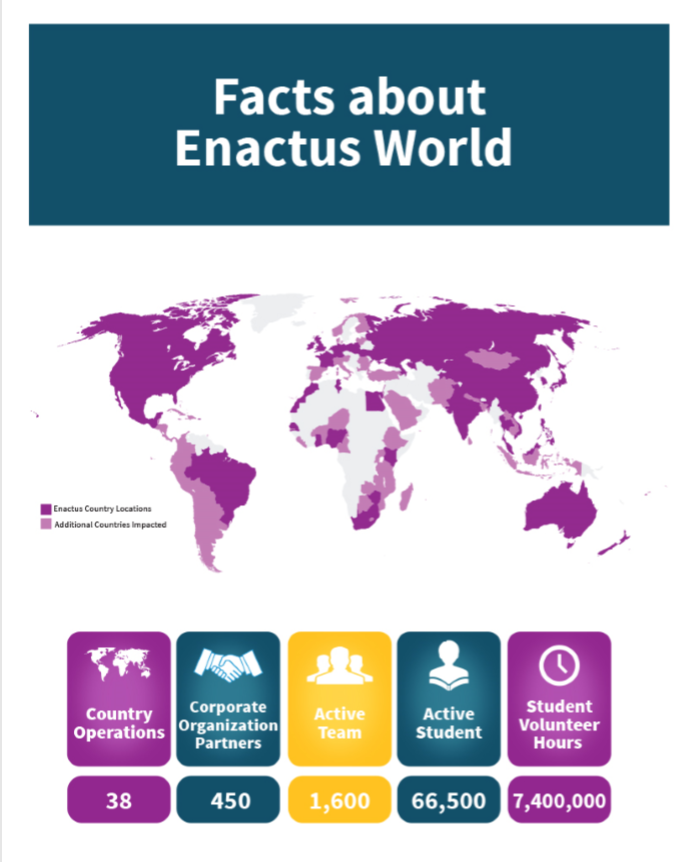 Facts about
Enactus World
Enactus Country Locations
Additional Countries Impacted
Country
Operations
Corporate
Organization
Partners
Active
Team
Active
Student
Student
Volunteer
Hours
38
450
1,600
66,500
7,400,000